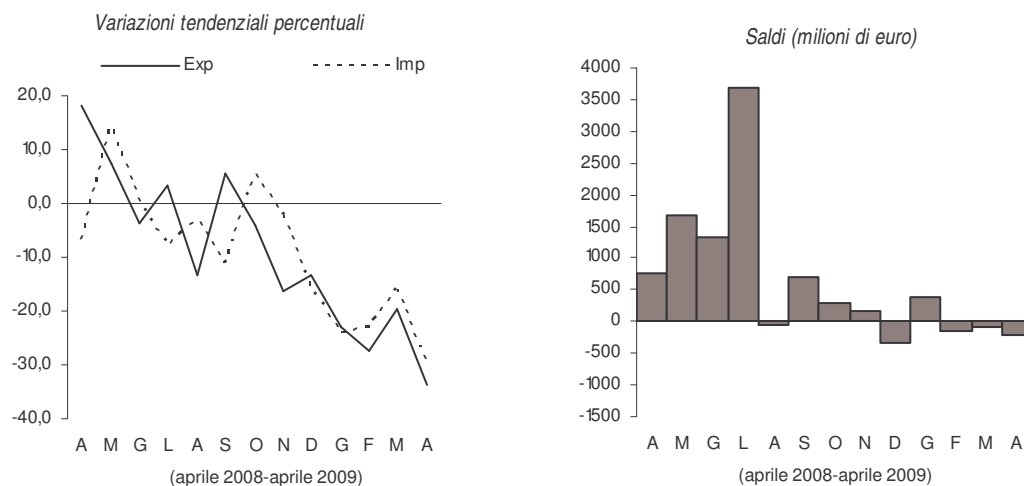 Variazioni tendenziali percentuali
Exp
Imp
20,0
10,0
0,0
-10,0
-20,0
-30,0
-40,0
A M G L A S O N D G F M A
(aprile 2008-aprile 2009)
Saldi (milioni di euro)
4000
3500
3000
2500
2000
1500
1000
500
0
-500
-1000
-1500
A M G L A S O N D G F M A
(aprile 2008-aprile 2009)